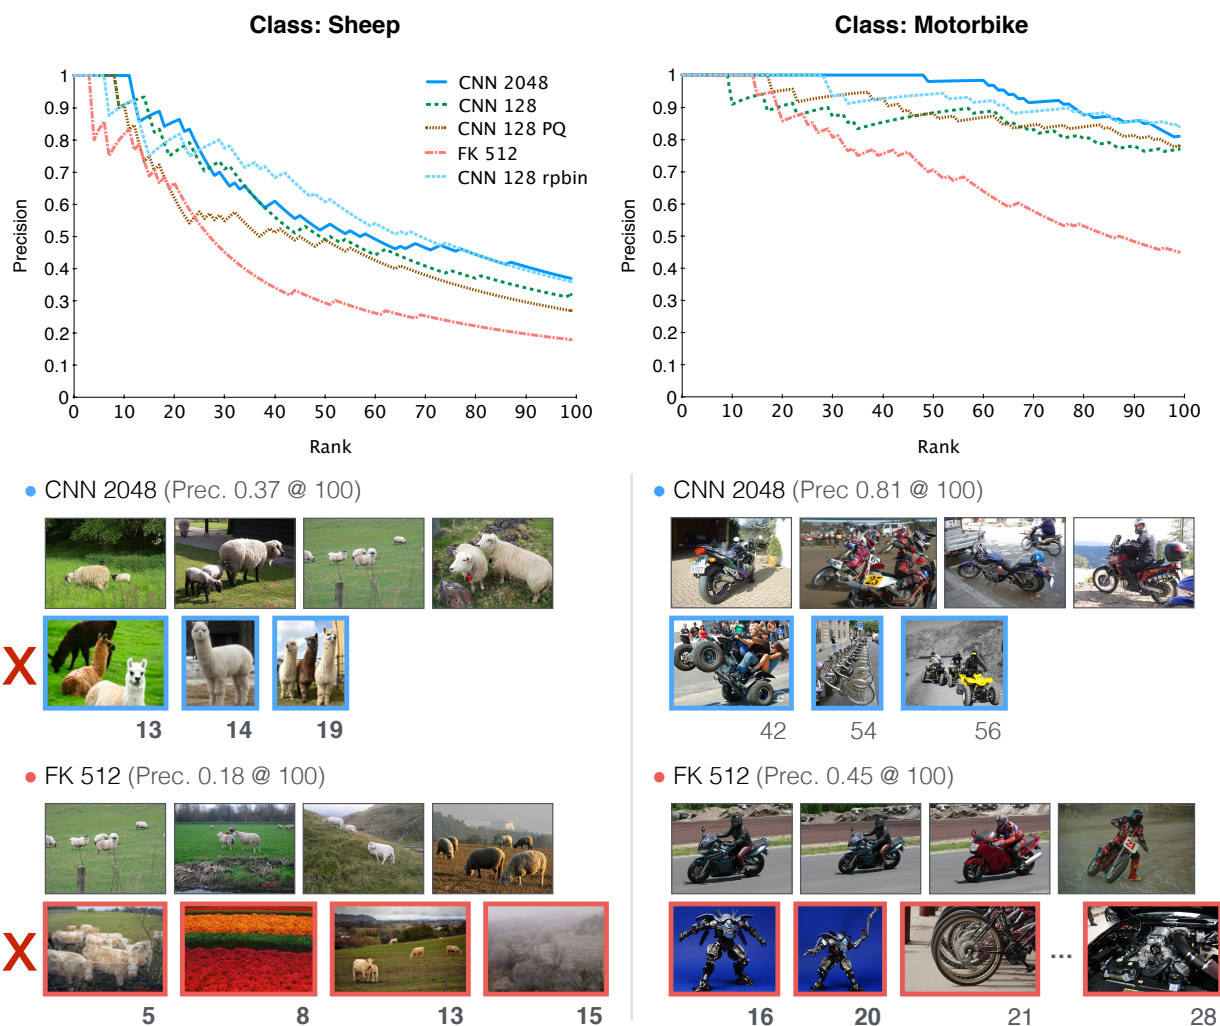 Class: Sheep
1
0.9
0.8
0.7
0.6
0.5
0.4
0.3
0.2
0.1
0
Precision
0 10 20 30 40 50 60 70 80 90 100
Rank
CNN 2048
CNN 128
CNN 128 PQ
FK 512
CNN 128 rpbin
Class: Motorbike
1
0.9
0.8
0.7
0.6
0.5
0.4
0.3
0.2
0.1
0
Precision
0 10 20 30 40 50 60 70 80 90 100
Rank
CNN 2048 (Prec. 0.37 @ 100)
X
13 14 19
FK 512 (Prec. 0.18 @ 100)
X
5 8 13 15
CNN 2048 (Prec 0.81 @ 100)
42 54 56
FK 512 (Prec. 0.45 @ 100)
...
16 20 21 28